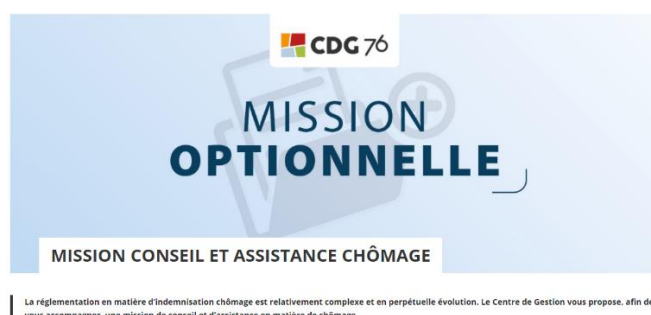 CDG 76
MISSION
OPTIONNELLE
MISSION CONSEIL ET ASSISTANCE CHÔMAGE
La réglementation en matière d'indemnisation chômage est relativement complexe et en perpétuelle évolution. Le Centre de Gestion vous propose, afin de
vous accompagner, une mission de conseil et d'assistance en matière de chômage.